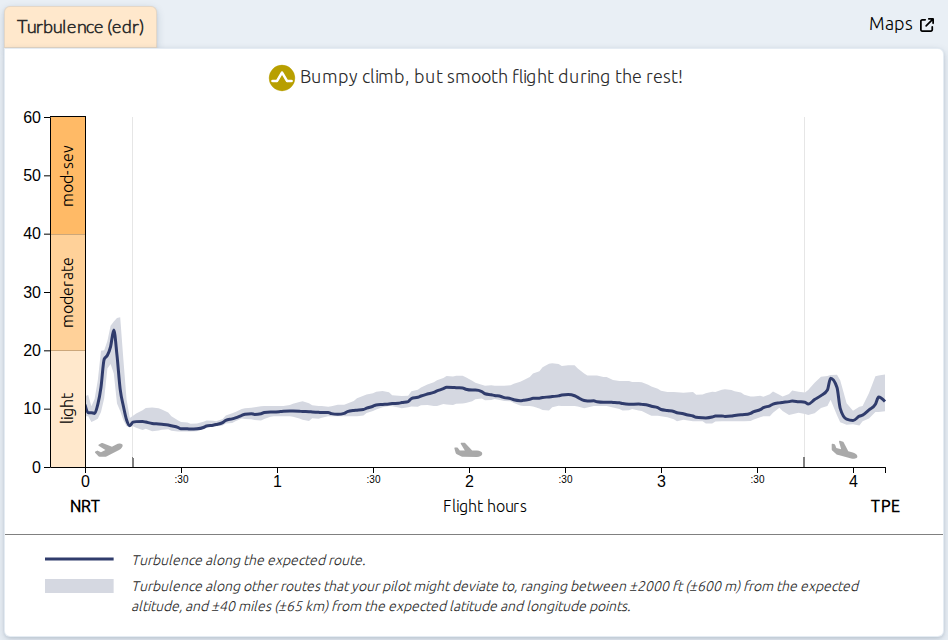 Turbulence (edr)
Maps
Bumpy climb, but smooth flight during the rest!
60
50
40
30
20
10
0
mod-sev
moderate
light
0 :30 1 :30 2 :30 3 :30 4
NRT Flight hours TPE
Turbulence along the expected route.
Turbulence along other routes that your pilot might deviate to, ranging between ±2000 ft (±600 m) from the expected
altitude, and ±40 miles (±65 km) from the expected latitude and longitude points.